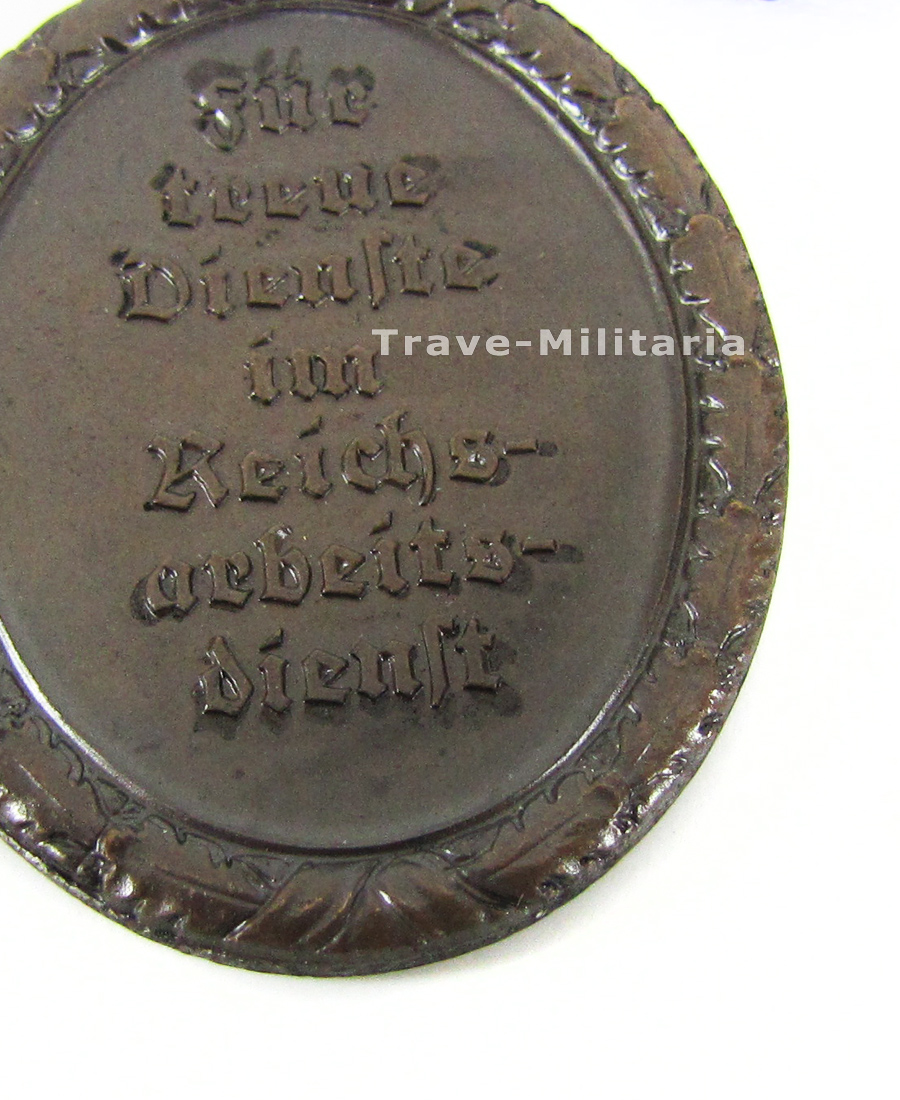 Für
treue
Dienste
im
Trave-Militaria
Reichs-
arbeits-
dienst